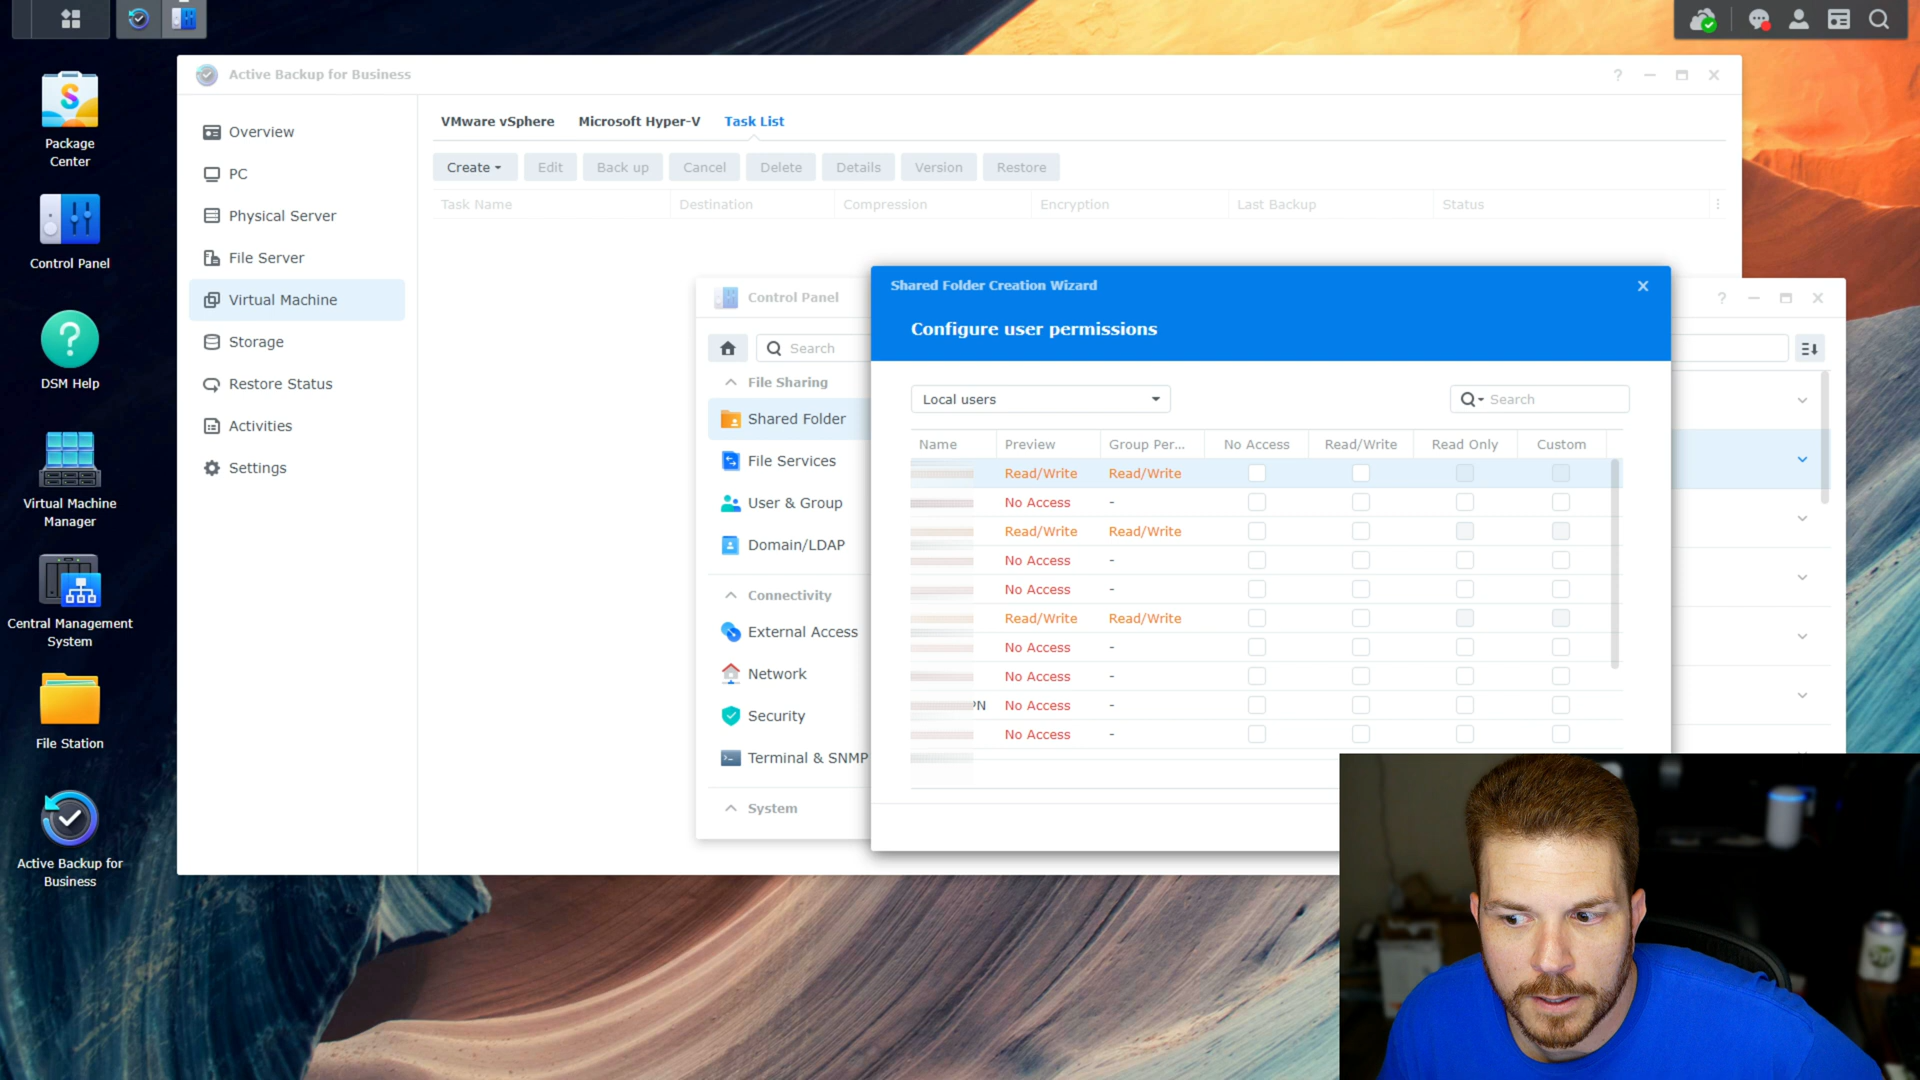 Active Backup for Business
Overview
PC
Physical Server
File Server
Virtual Machine
Storage
Restore Status
Activities
Settings
VMware vSphere
Microsoft Hyper-V
Task List
Create
Edit
Back up
Cancel
Delete
Details
Version
Restore
Task Name
Destination
Compression
Encryption
Last Backup
Status
Package
Center
Control Panel
DSM Help
Virtual Machine
Manager
Central Management
System
File Station
Active Backup for
Business
Control Panel
Search
File Sharing
Shared Folder
File Services
User & Group
Domain/LDAP
Connectivity
External Access
Network
Security
Terminal & SNMP
System
Shared Folder Creation Wizard
Configure user permissions
Local users
Search
Name
Preview
Group Per...
No Access
Read/Write
Read Only
Custom
Read/Write Read/Write
No Access -
Read/Write Read/Write
No Access -
No Access -
Read/Write Read/Write
No Access -
No Access -
No Access -
No Access -